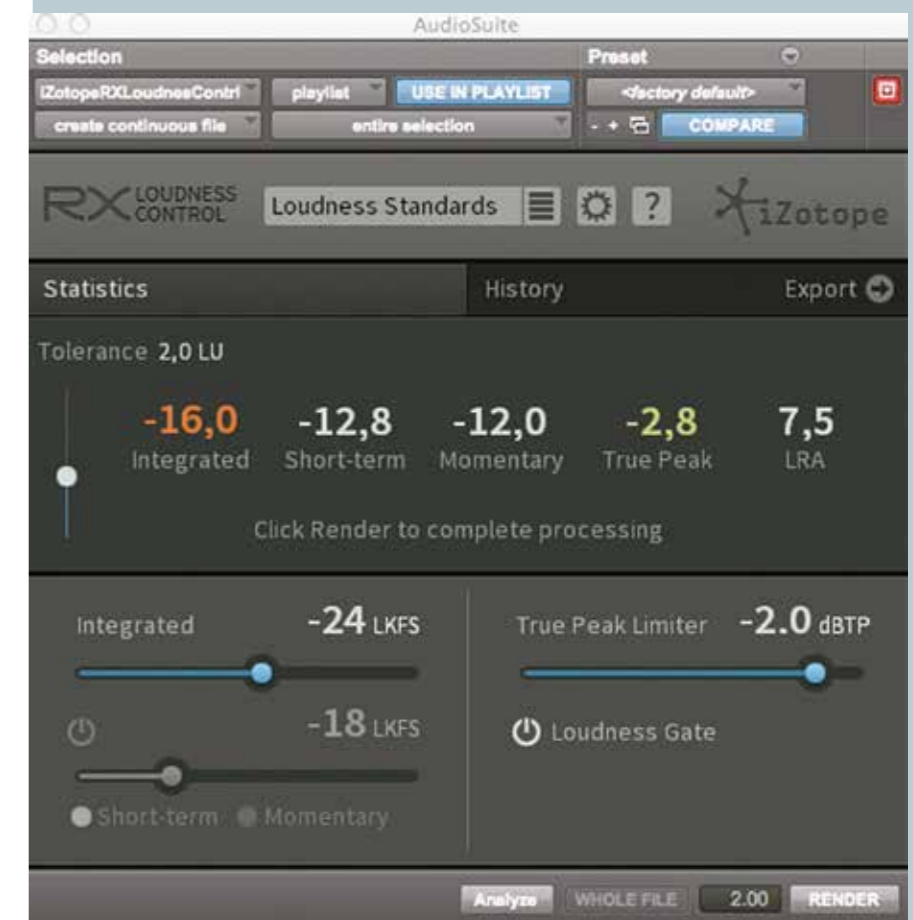 AudioSuite
Selection Preset
iZotopeRXLoudnesContrl playlist USE IN PLAYLIST <factory default>
create continuous file entire selection - + COMPARE
RX LOUDNESS CONTROL Loudness Standards ? iZotope
Statistics History Export
Tolerance 2,0 LU
-16,0 -12,8 -12,0 -2,8 7,5
Integrated Short-term Momentary True Peak LRA
Click Render to complete processing
Integrated -24 LKFS True Peak Limiter -2.0 dBTP
-18 LKFS Loudness Gate
Short-term Momentary
Analyze WHOLE FILE 2.00 RENDER